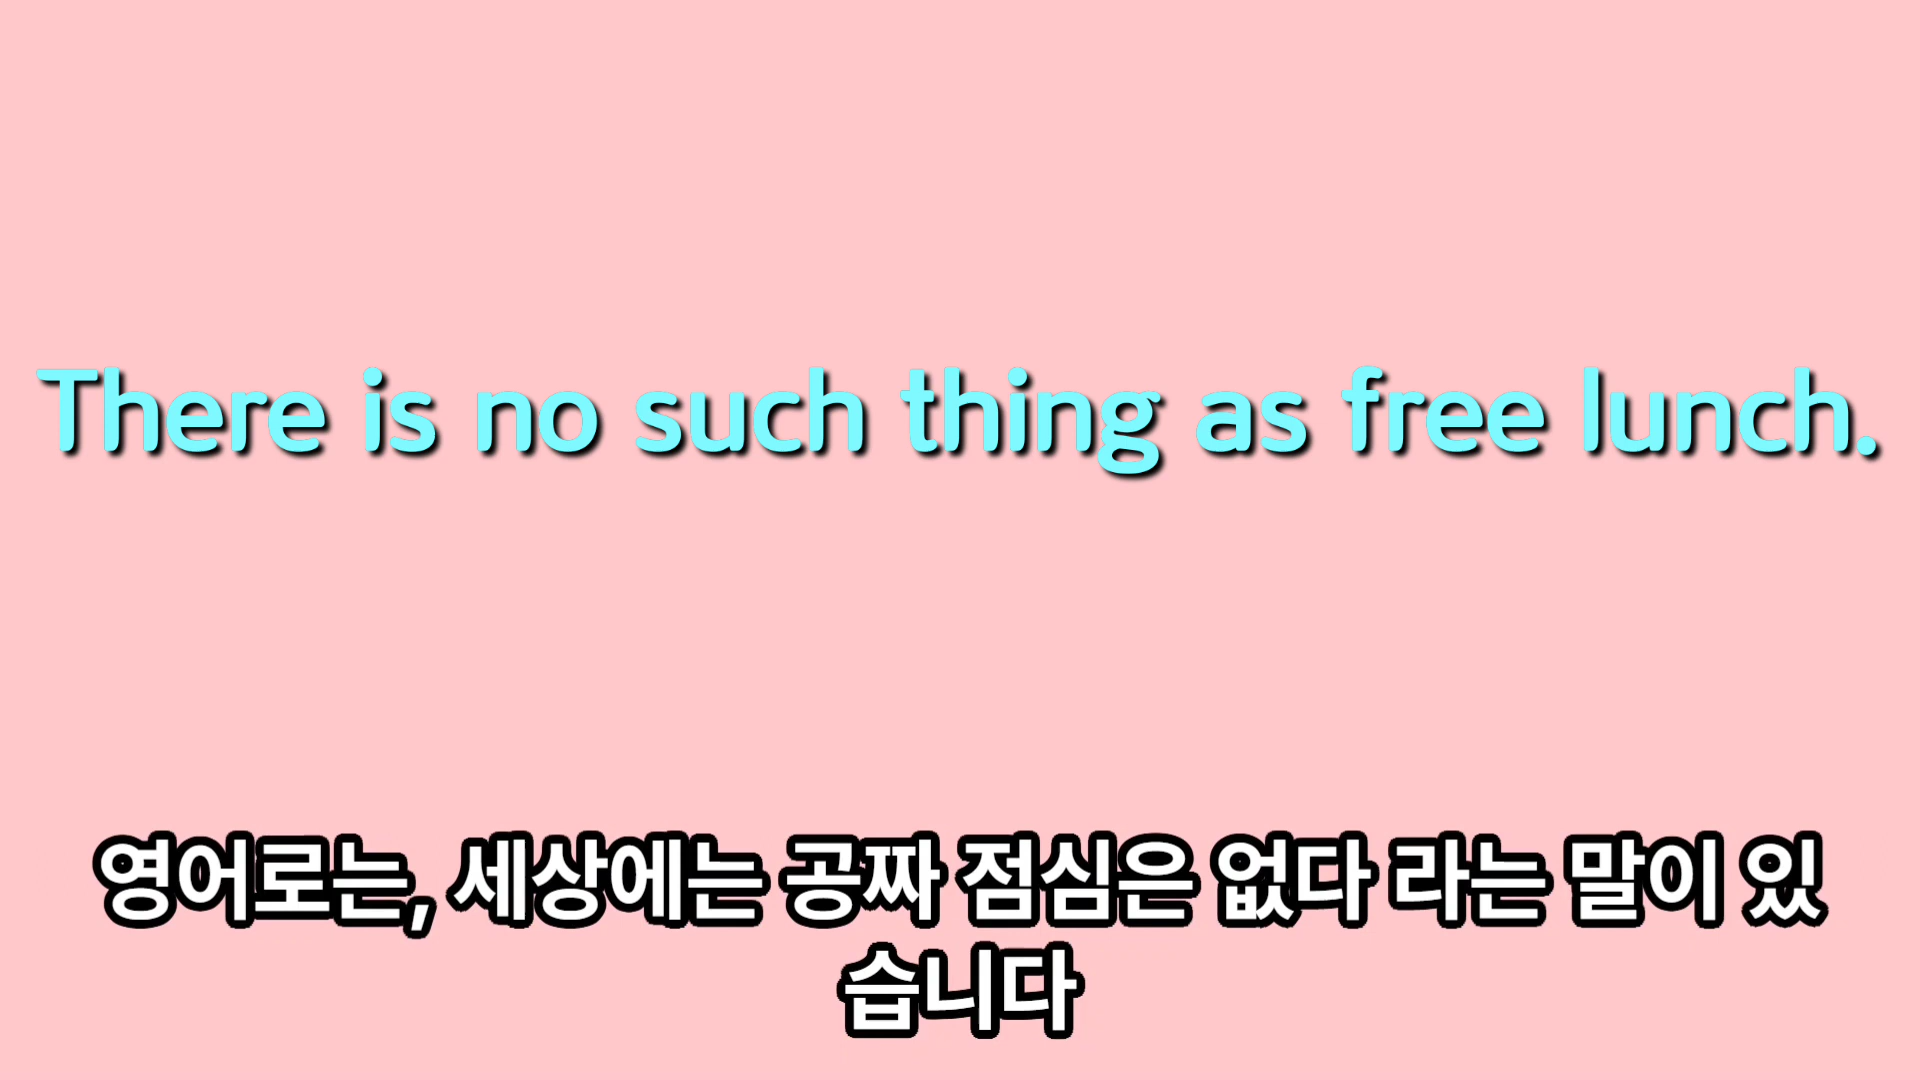 There is no such thing as free lunch.
영어로는, 세상에는 공짜 점심은 없다 라는 말이 있
습니다